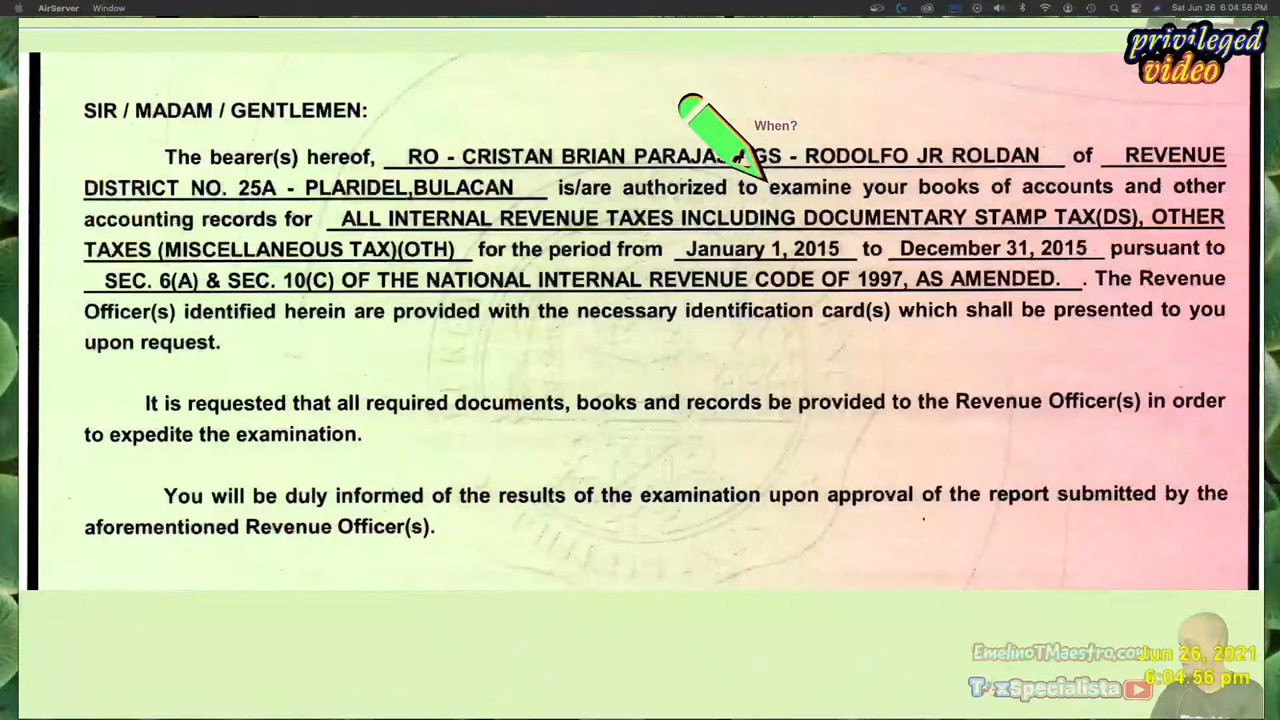 AirServer Window Sat Jun 26 6:04:56 PM
privileged
video
SIR / MADAM / GENTLEMEN:
When?
The bearer(s) hereof, RO - CRISTAN BRIAN GS - RODOLFO JR ROLDAN of REVENUE
DISTRICT NO. 25A - PLARIDEL,BULACAN is/are authorized to examine your books of accounts and other
accounting records for ALL INTERNAL REVENUE TAXES INCLUDING DOCUMENTARY STAMP TAX(DS), OTHER
TAXES (MISCELLANEOUS TAX)(OTH) for the period from January 1, 2015 to December 31, 2015 pursuant to
SEC. 6(A) & SEC. 10(C) OF THE NATIONAL INTERNAL REVENUE CODE OF 1997, AS AMENDED. . The Revenue
Officer(s) identified herein are provided with the necessary identification card(s) which shall be presented to you
upon request.
It is requested that all required documents, books and records be provided to the Revenue Officer(s) in order
to expedite the examination.
You will be duly informed of the results of the examination upon approval of the report submitted by the
aforementioned Revenue Officer(s).
EmelinoTMaestro.com
Jun 26, 2021
TaxSpecialista
6:04:56 pm